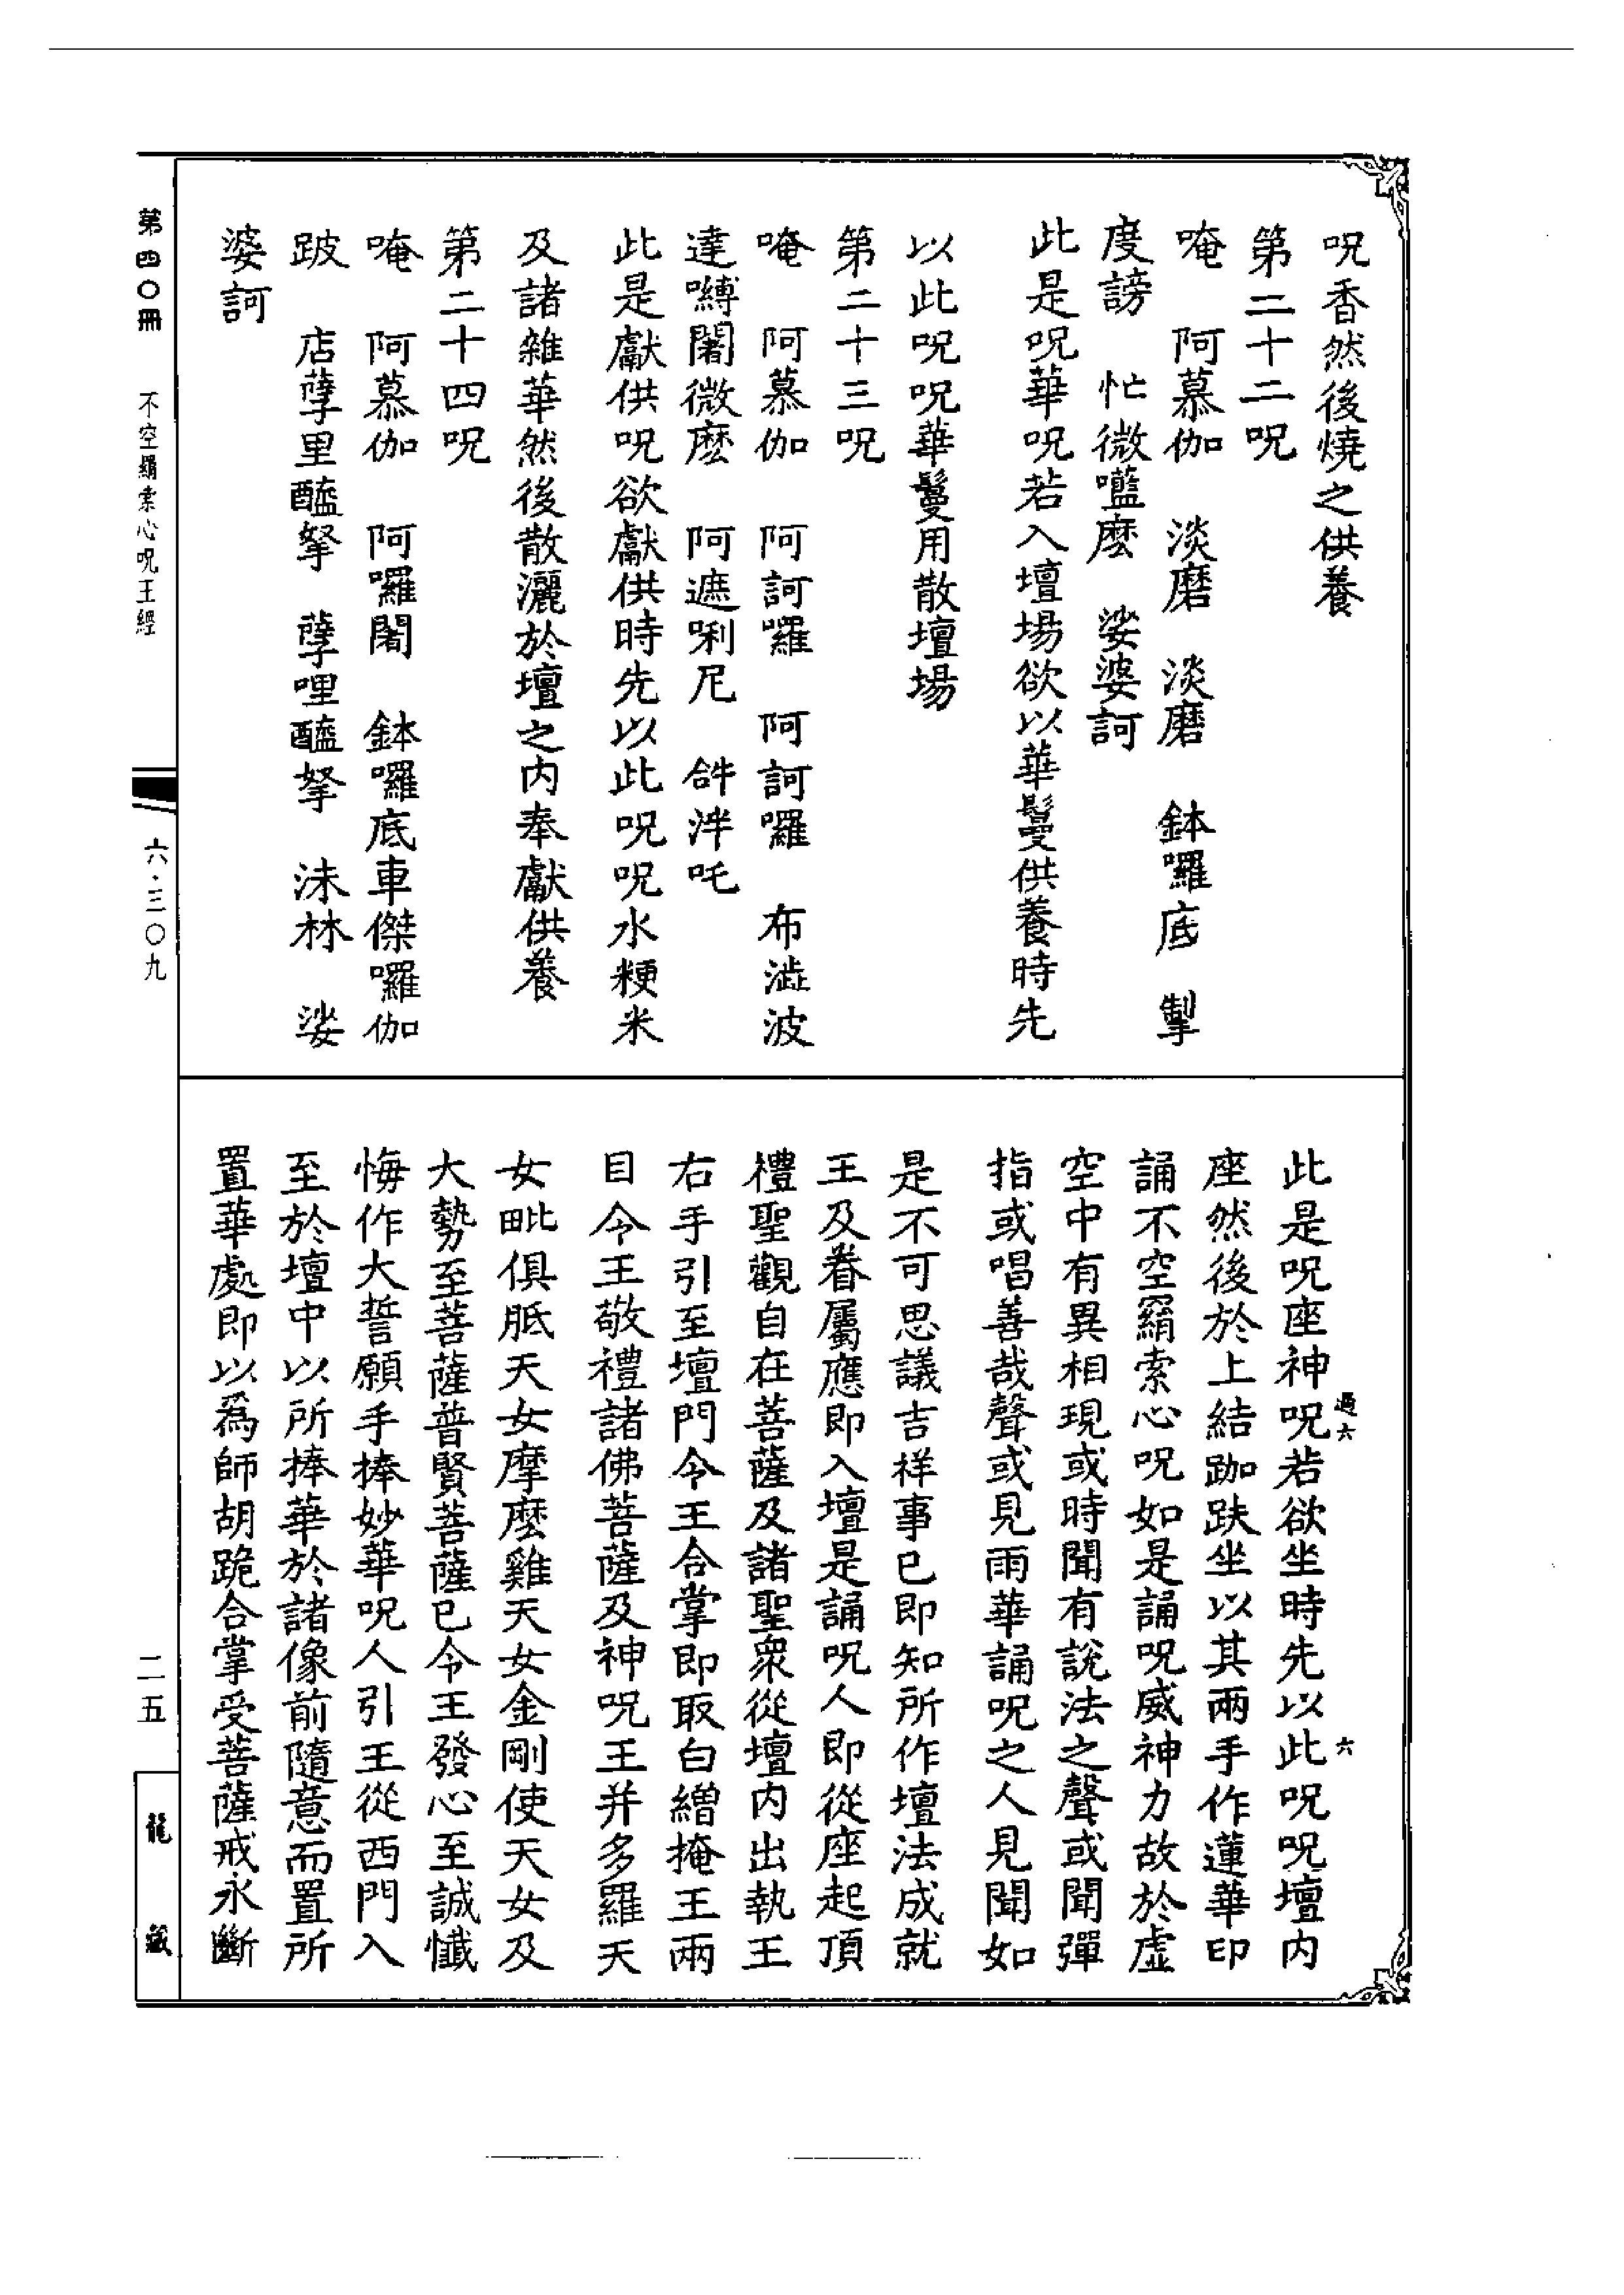 呪香然後燒之供養
第二十二呪
唵　阿慕伽　淡磨　淡磨　鉢囉底　掣
度謗　忙微囕麽　娑婆訶
此是呪華呪若入壇場欲以華鬘供養時先
以此呪呪華鬘用散壇場
第二十三呪
唵　阿慕伽　阿訶囉　阿訶囉　布澁波
達嚩闍微麽　阿遮唎尼　𤙖泮吒
此是獻供呪欲獻供時先以此呪呪水粳米
及諸雜華然後散灑於壇之内奉獻供養
第二十四呪
唵　阿慕伽　阿囉闍　鉢囉底車傑囉伽
跛　店孽里醯拏　孽哩醯拏　沬林　娑
婆訶
此是呪座神呪若欲坐時先以此呪呪壇内
座然後於上結跏趺坐以其兩手作蓮華印
誦不空羂索心呪如是誦呪威神力故於虛
空中有異相現或時聞有說法之聲或聞彈
指或唱善哉聲或見雨華誦呪之人見聞如
是不可思議吉祥事已即知所作壇法成就
王及眷屬應即入壇是誦呪人即從座起頂
禮聖觀自在菩薩及諸聖衆從壇内出執王
右手引至壇門令王合掌即取白繒掩王兩
目令王敬禮諸佛菩薩及神呪王并多羅天
女毗俱胝天女摩麽雞天女金剛使天女及
大勢至菩薩普賢菩薩已令王發心至誠懺
悔作大誓願手捧妙華呪人引王從西門入
至於壇中以所捧華於諸像前隨意而置所
置華處即以爲師胡跪合掌受菩薩戒永斷
過六
六
第四〇冊　不空羂索心呪王經
六·三〇九
二五
龍藏